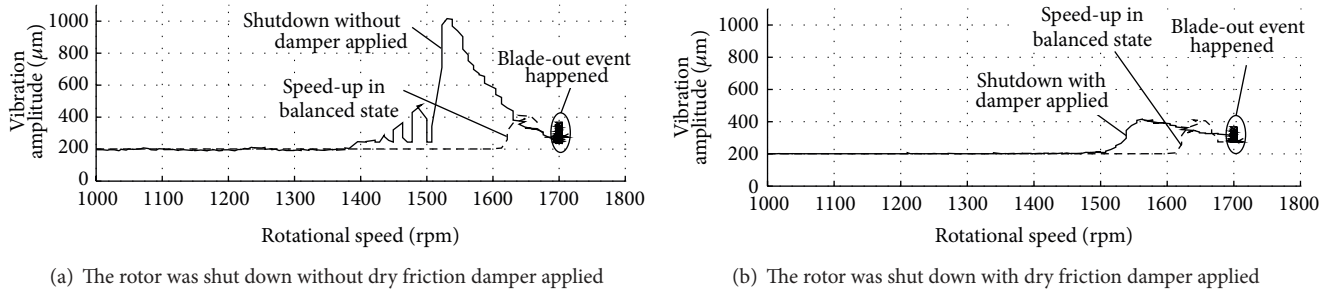 1000
800
600
400
200
0
Vibration
amplitude (μm)
Shutdown without
damper applied
Speed-up in
balanced state
Blade-out event
happened
1000 1100 1200 1300 1400 1500 1600 1700 1800
Rotational speed (rpm)
(a) The rotor was shut down without dry friction damper applied
1000
800
600
400
200
0
Vibration
amplitude (μm)
Speed-up in
balanced state
Blade-out event
happened
Shutdown with
damper applied
1000 1100 1200 1300 1400 1500 1600 1700 1800
Rotational speed (rpm)
(b) The rotor was shut down with dry friction damper applied